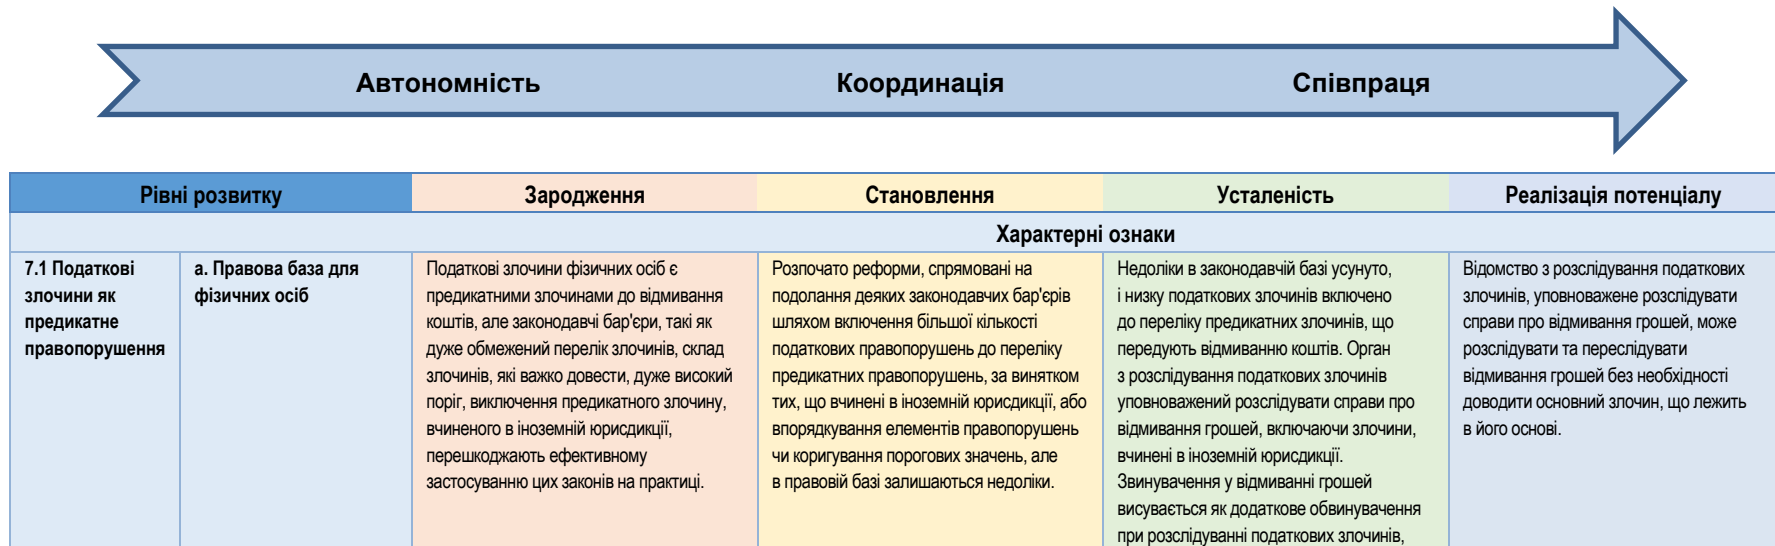 Автономність Координація Співпраця
Рівні розвитку Зародження Становлення Усталеність Реалізація потенціалу
Характерні ознаки
7.1 Податкові
злочини як
предикатне
правопорушення
а. Правова база для
фізичних осіб
Податкові злочини фізичних осіб є
предикатними злочинами до відмивання
коштів, але законодавчі бар'єри, такі як
дуже обмежений перелік злочинів, склад
злочинів, які важко довести, дуже високий
поріг, виключення предикатного злочину,
вчиненого в іноземній юрисдикції,
перешкоджають ефективному
застосуванню цих законів на практиці.
Розпочато реформи, спрямовані на
подолання деяких законодавчих бар'єрів
шляхом включення більшої кількості
податкових правопорушень до переліку
предикатних правопорушень, за винятком
тих, що вчинені в іноземній юрисдикції, або
впорядкування елементів правопорушень
чи коригування порогових значень, але
в правовій базі залишаються недоліки.
Недоліки в законодавчій базі усунуто,
і низку податкових злочинів включено
до переліку предикатних злочинів, що
передують відмиванню коштів. Орган
з розслідування податкових злочинів
уповноважений розслідувати справи про
відмивання грошей, включаючи злочини,
вчинені в іноземній юрисдикції.
Звинувачення у відмиванні грошей
висувається як додаткове обвинувачення
при розслідуванні податкових злочинів,
Відомство з розслідування податкових
злочинів, уповноважене розслідувати
справи про відмивання грошей, може
розслідувати та переслідувати
відмивання грошей без необхідності
доводити основний злочин, що лежить
в його основі.